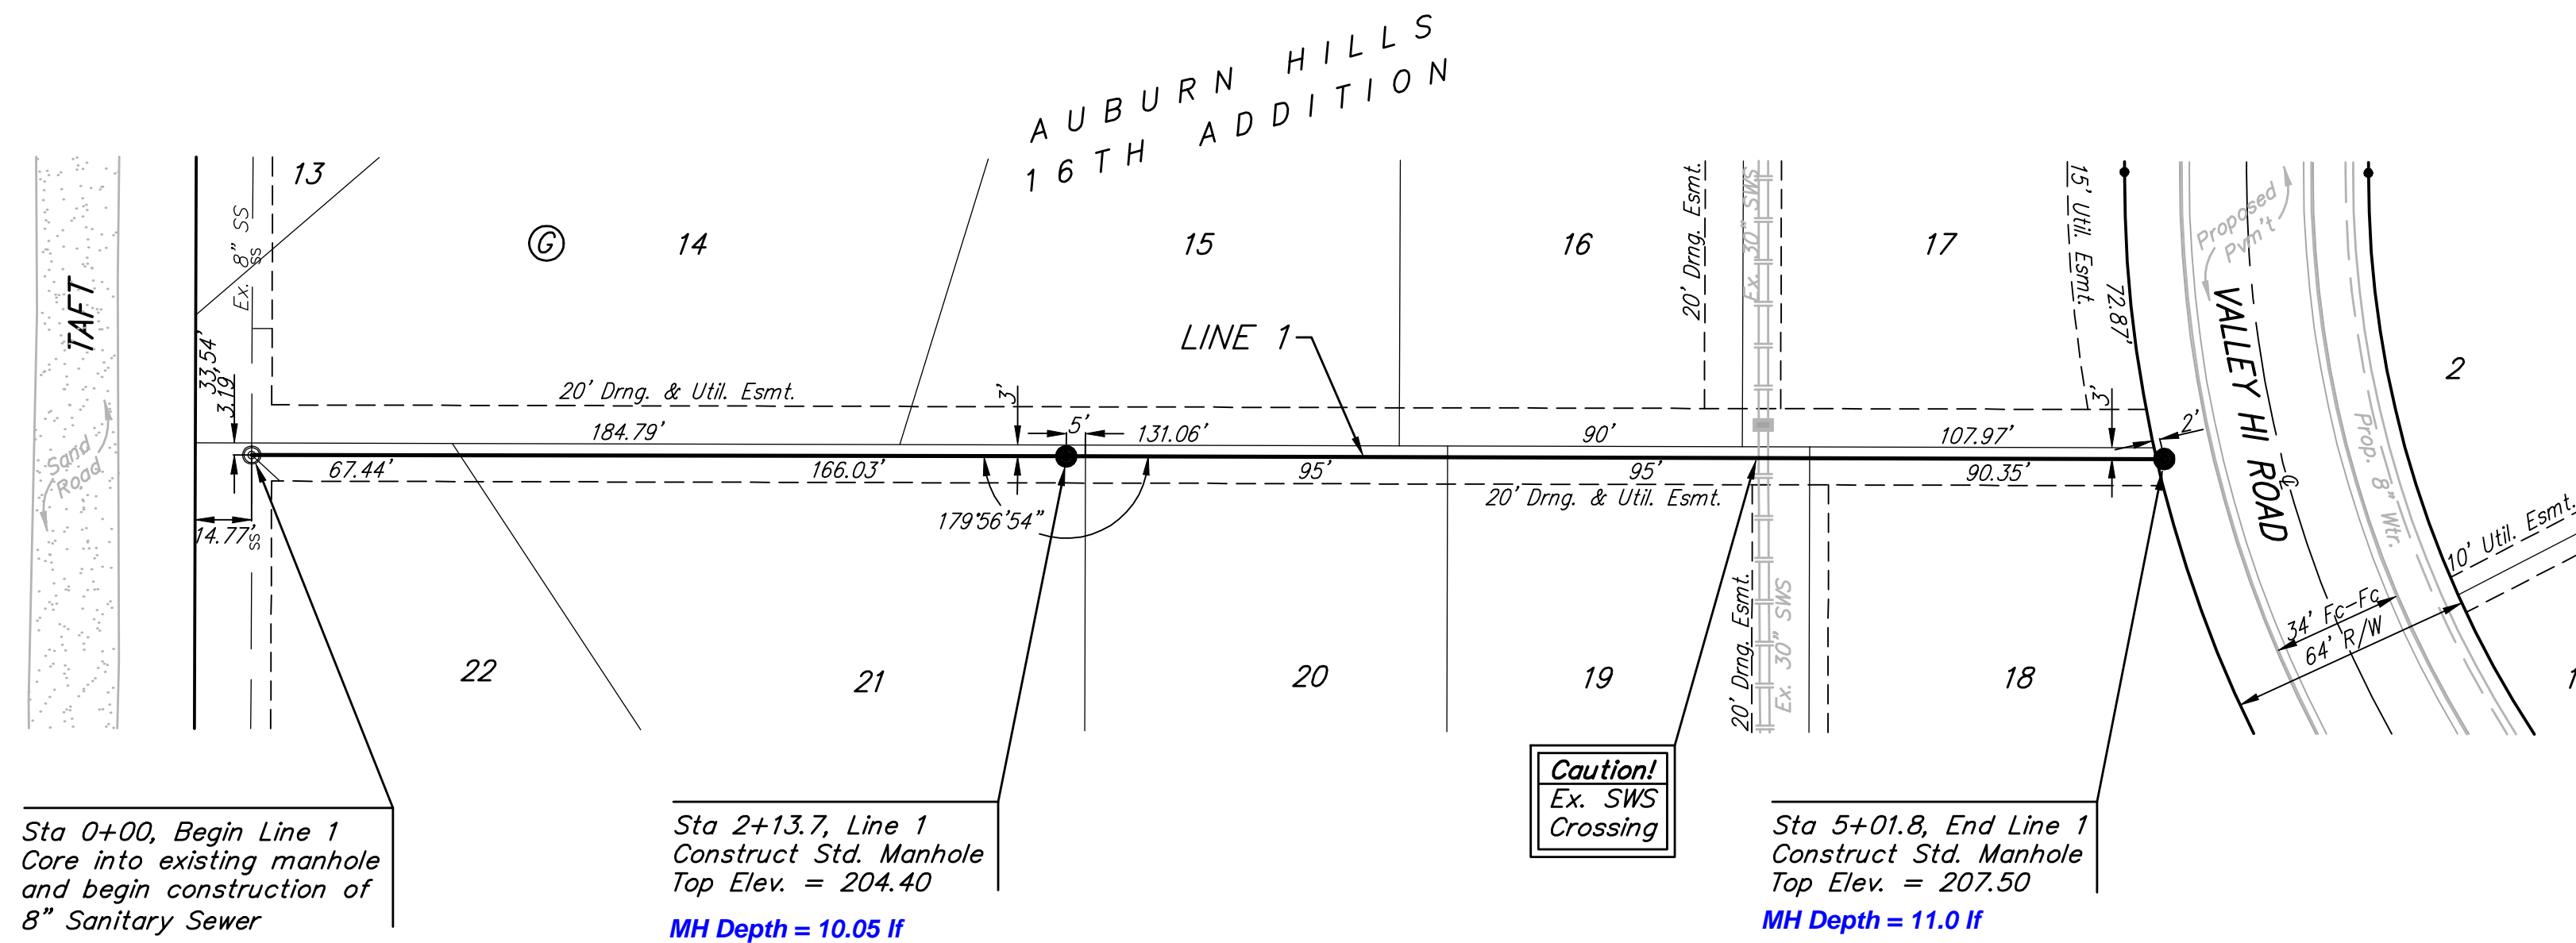 AUBURN HILLS
16TH ADDITION
13
G
14
15
16
17
2
TAFT
Sand
Road
Ex. 8" SS
SS
33.54'
3.19'
20' Drng. & Util. Esmt.
184.79'
67.44'
166.03'
14.77'
SS
179°56'54"
3'
5'
131.06'
LINE 1
90'
95'
95'
20' Drng. & Util. Esmt.
20' Drng. Esmt.
Ex. 30" SWS
20' Drng. Esmt.
Ex. 30" SWS
15' Util. Esmt.
72.87'
107.97'
90.35'
3'
2'
Proposed
Pvm't
VALLEY HI ROAD
Prop. 8" Wtr.
10' Util. Esmt.
34' Fc-Fc
64' R/W
22
21
20
19
18
1
Sta 0+00, Begin Line 1
Core into existing manhole
and begin construction of
8" Sanitary Sewer
Sta 2+13.7, Line 1
Construct Std. Manhole
Top Elev. = 204.40
MH Depth = 10.05 lf
Caution!
Ex. SWS
Crossing
Sta 5+01.8, End Line 1
Construct Std. Manhole
Top Elev. = 207.50
MH Depth = 11.0 lf